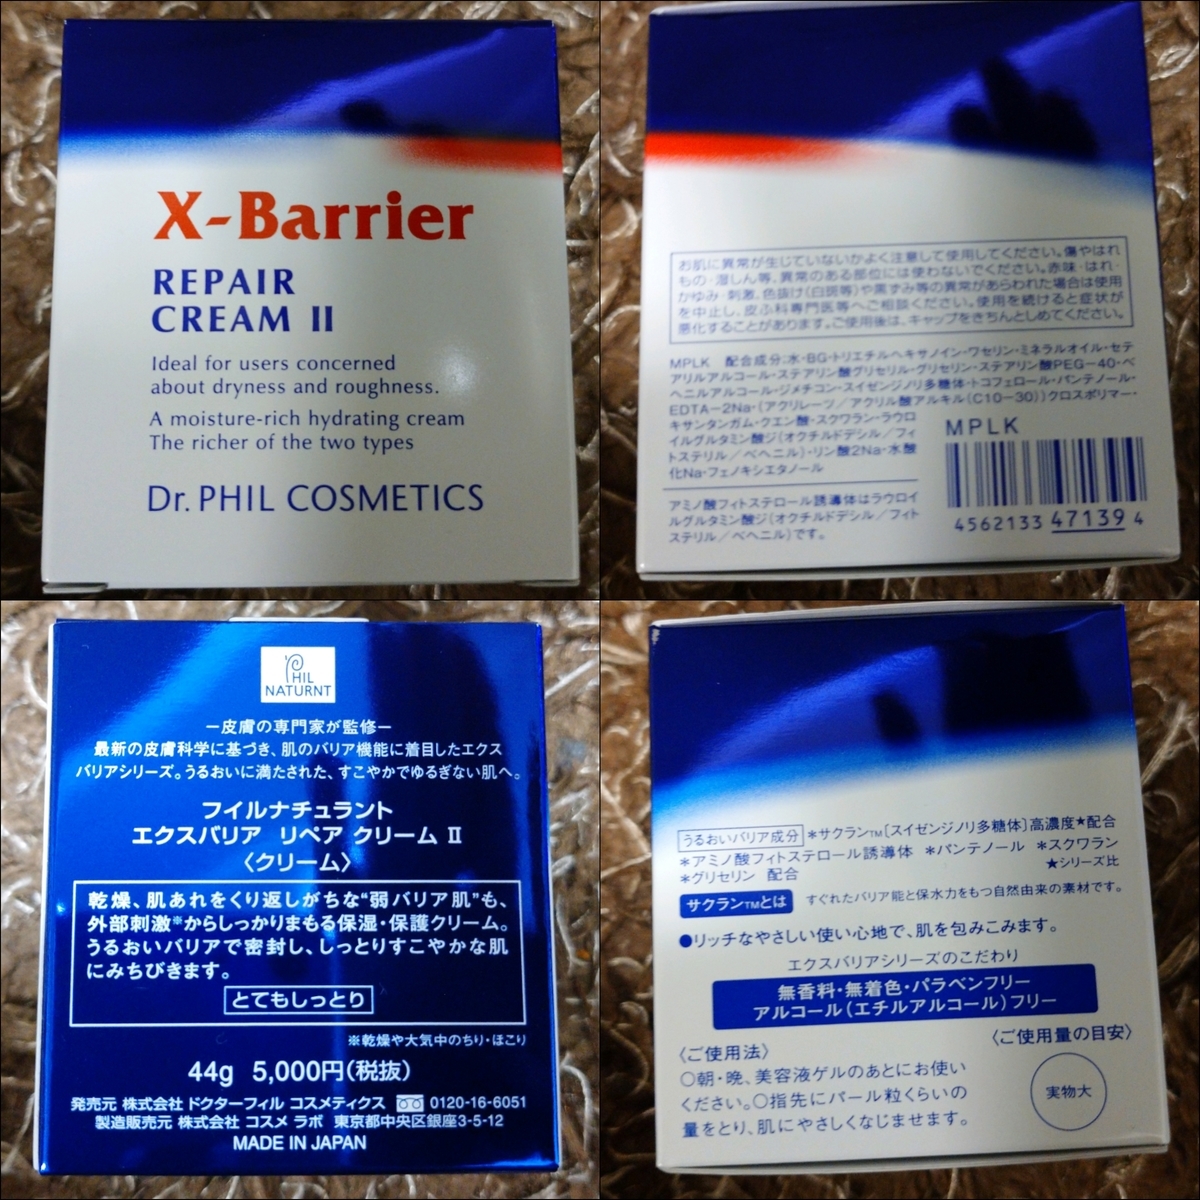 X-Barrier
REPAIR
CREAM II
Ideal for users concerned
about dryness and roughness.
A moisture-rich hydrating cream
The richer of the two types
Dr. PHIL COSMETICS
お肌に異常が生じていないかよく注意して使用してください。傷やはれ
もの・湿しん等、異常のある部位には使わないでください。赤味・はれ・
かゆみ・刺激、色抜け(白斑等)や黒ずみ等の異常があらわれた場合は使用
を中止し、皮ふ科専門医等へご相談ください。使用を続けると症状が
悪化することがあります。ご使用後は、キャップをきちんとしめてください。
MPLK 配合成分:水・BG・トリエチルヘキサノイン・ワセリン・ミネラルオイル・セテ
アリルアルコール・ステアリン酸グリセリル・グリセリン・ステアリン酸PEG-40・ベ
ヘニルアルコール・ジメチコン・スイゼンジノリ多糖体・トコフェロール・パンテノール・
EDTA-2Na・(アクリレーツ/アクリル酸アルキル(C10-30))クロスポリマー・
キサンタンガム・クエン酸・スクワラン・ラウロ
イルグルタミン酸ジ(オクチルドデシル/フィ
トステリル/ベヘニル)・リン酸2Na・水酸
化Na・フェノキシエタノール
アミノ酸フィトステロール誘導体はラウロイ
ルグルタミン酸ジ(オクチルドデシル/フィト
ステリル/ベヘニル)です。
MPLK
4562133 47139 4
PHIL
NATURNT
ー皮膚の専門家が監修ー
最新の皮膚科学に基づき、肌のバリア機能に着目したエクス
バリアシリーズ。うるおいに満たされた、すこやかでゆるぎない肌へ。
フイルナチュラント
エクスバリア リペア クリーム II
〈クリーム〉
乾燥、肌あれをくり返しがちな“弱バリア肌”も、
外部刺激※からしっかりまもる保湿・保護クリーム。
うるおいバリアで密封し、しっとりすこやかな肌
にみちびきます。
とてもしっとり
※乾燥や大気中のちり・ほこり
44g 5,000円(税抜)
発売元 株式会社 ドクターフィル コスメティクス 0120-16-6051
製造販売元 株式会社 コスメ ラボ 東京都中央区銀座3-5-12
MADE IN JAPAN
うるおいバリア成分 *サクラン™〔スイゼンジノリ多糖体〕高濃度★配合
*アミノ酸フィトステロール誘導体 *パンテノール *スクワラン
*グリセリン 配合 ★シリーズ比
サクラン™とは すぐれたバリア能と保水力をもつ自然由来の素材です。
●リッチなやさしい使い心地で、肌を包みこみます。
エクスバリアシリーズのこだわり
無香料・無着色・パラベンフリー
アルコール(エチルアルコール)フリー
〈ご使用法〉
○朝・晩、美容液ゲルのあとにお使い
ください。○指先にパール粒くらいの
量をとり、肌にやさしくなじませます。
〈ご使用量の目安〉
実物大